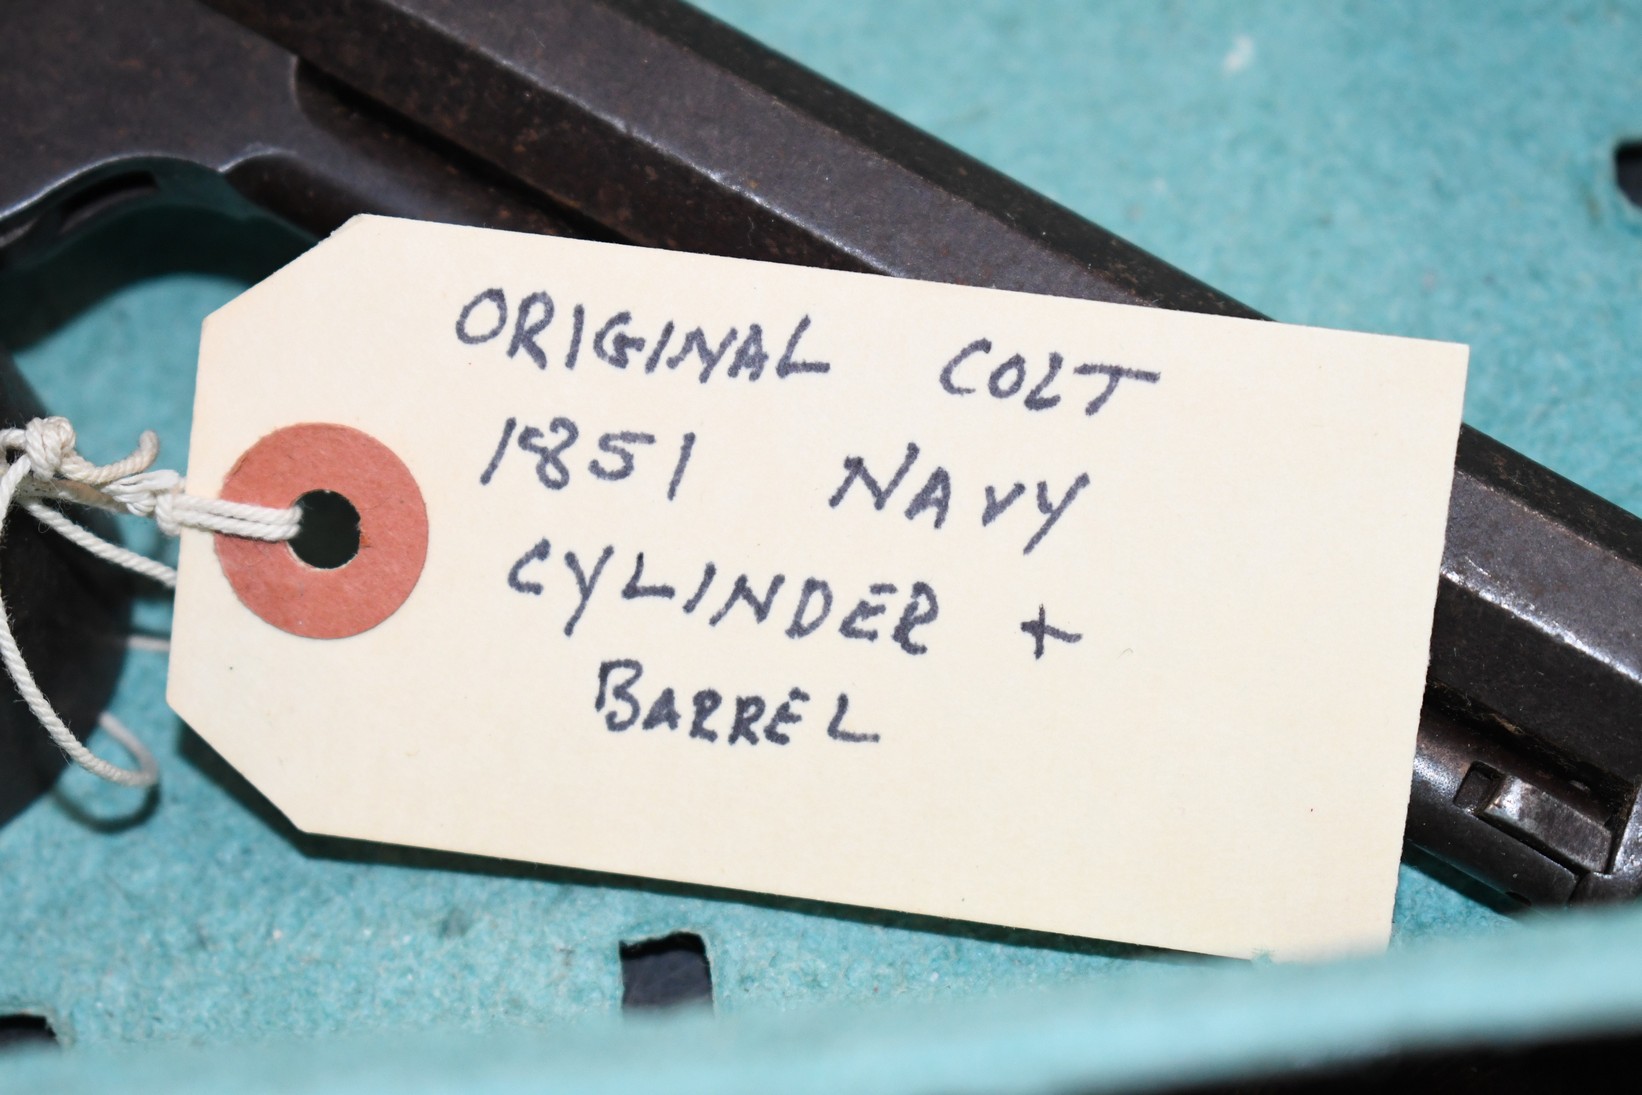 ORIGINAL COLT
1851 NAVY
CYLINDER +
BARREL